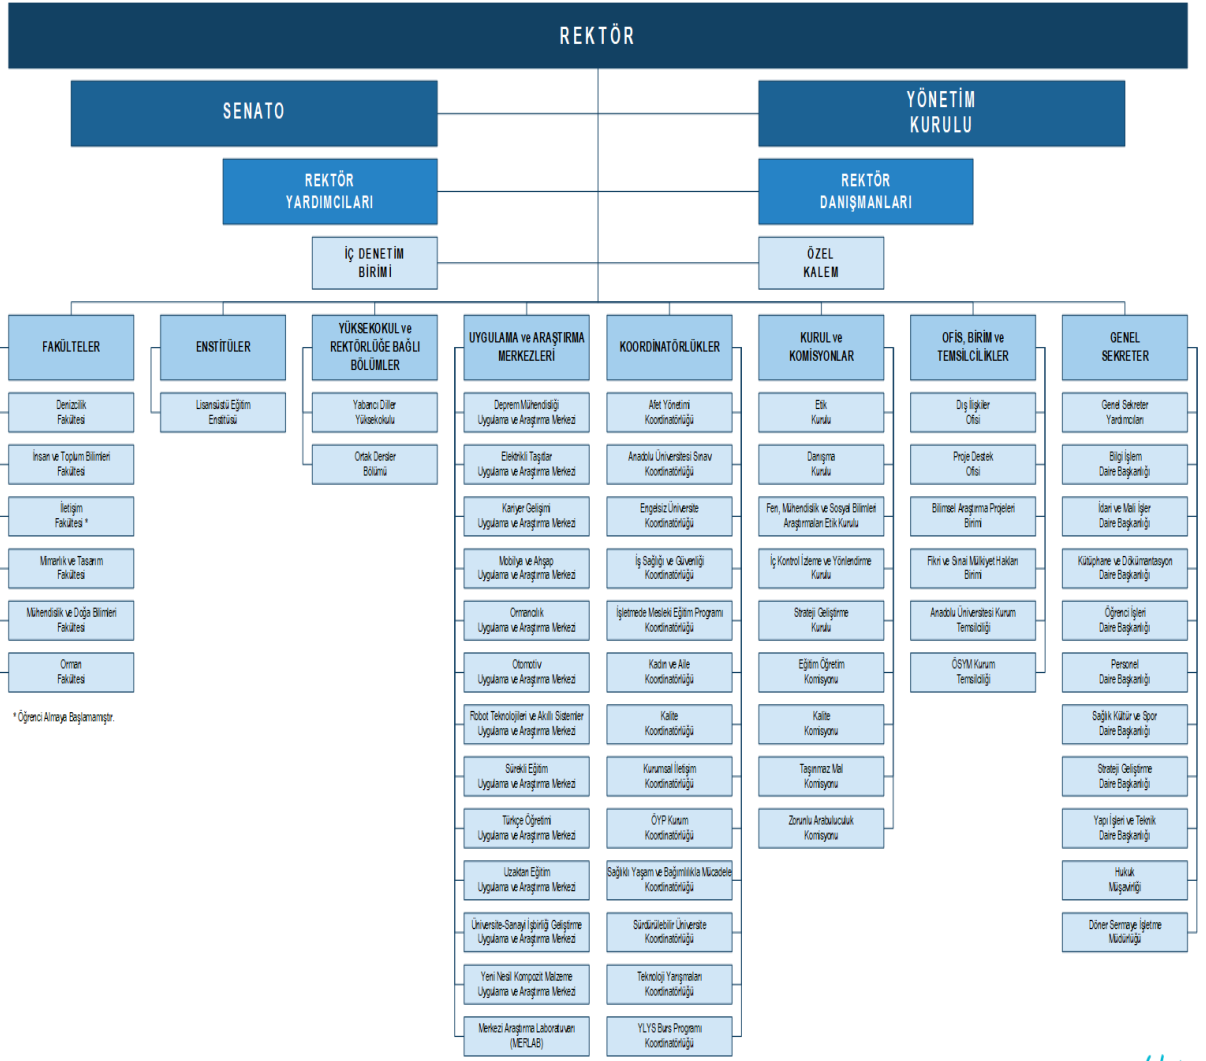 REKTÖR
SENATO
YÖNETİM
KURULU
REKTÖR
YARDIMCILARI
REKTÖR
DANIŞMANLARI
İÇ DENETİM
BİRİMİ
ÖZEL
KALEM
FAKÜLTELER
Denizcilik
Fakültesi
İnsan ve Toplum Bilimleri
Fakültesi
İletişim
Fakültesi *
Mimarlık ve Tasarım
Fakültesi
Mühendislik ve Doğa Bilimleri
Fakültesi
Orman
Fakültesi
* Öğrenci Almaya Başlamamıştır.
ENSTİTÜLER
Lisansüstü Eğitim
Enstitüsü
YÜKSEKOKUL ve
REKTÖRLÜĞE BAĞLI
BÖLÜMLER
Yabancı Diller
Yüksekokulu
Ortak Dersler
Bölümü
UYGULAMA ve ARAŞTIRMA
MERKEZLERİ
Deprem Mühendisliği
Uygulama ve Araştırma Merkezi
Elektrikli Taşıtlar
Uygulama ve Araştırma Merkezi
Kariyer Gelişimi
Uygulama ve Araştırma Merkezi
Mobilya ve Ahşap
Uygulama ve Araştırma Merkezi
Ormancılık
Uygulama ve Araştırma Merkezi
Otomotiv
Uygulama ve Araştırma Merkezi
Robot Teknolojileri ve Akıllı Sistemler
Uygulama ve Araştırma Merkezi
Sürekli Eğitim
Uygulama ve Araştırma Merkezi
Türkçe Öğretimi
Uygulama ve Araştırma Merkezi
Uzaktan Eğitim
Uygulama ve Araştırma Merkezi
Üniversite-Sanayi İşbirliği Geliştirme
Uygulama ve Araştırma Merkezi
Yeni Nesil Kompozit Malzeme
Uygulama ve Araştırma Merkezi
Merkezi Araştırma Laboratuvarı
(MERLAB)
KOORDİNATÖRLÜKLER
Afet Yönetimi
Koordinatörlüğü
Anadolu Üniversitesi Sınav
Koordinatörlüğü
Engelsiz Üniversite
Koordinatörlüğü
İş Sağlığı ve Güvenliği
Koordinatörlüğü
İşletmede Mesleki Eğitim Programı
Koordinatörlüğü
Kadın ve Aile
Koordinatörlüğü
Kalite
Koordinatörlüğü
Kurumsal İletişim
Koordinatörlüğü
ÖYP Kurum
Koordinatörlüğü
Sağlıklı Yaşam ve Bağımlılıkla Mücadele
Koordinatörlüğü
Sürdürülebilir Üniversite
Koordinatörlüğü
Teknoloji Yarışmaları
Koordinatörlüğü
YLYS Burs Programı
Koordinatörlüğü
KURUL ve
KOMİSYONLAR
Etik
Kurulu
Danışma
Kurulu
Fen, Mühendislik ve Sosyal Bilimleri
Araştırmaları Etik Kurulu
İç Kontrol İzleme ve Yönlendirme
Kurulu
Strateji Geliştirme
Kurulu
Eğitim Öğretim
Komisyonu
Kalite
Komisyonu
Taşınmaz Mal
Komisyonu
Zorunlu Arabuluculuk
Komisyonu
OFİS, BİRİM ve
TEMSİLCİLİKLER
Dış İlişkiler
Ofisi
Proje Destek
Ofisi
Bilimsel Araştırma Projeleri
Birimi
Fikri ve Sınai Mülkiyet Hakları
Birimi
Anadolu Üniversitesi Kurum
Temsilciliği
ÖSYM Kurum
Temsilciliği
GENEL
SEKRETER
Genel Sekreter
Yardımcıları
Bilgi İşlem
Daire Başkanlığı
İdari ve Mali İşler
Daire Başkanlığı
Kütüphane ve Dökümantasyon
Daire Başkanlığı
Öğrenci İşleri
Daire Başkanlığı
Personel
Daire Başkanlığı
Sağlık Kültür ve Spor
Daire Başkanlığı
Strateji Geliştirme
Daire Başkanlığı
Yapı İşleri ve Teknik
Daire Başkanlığı
Hukuk
Müşavirliği
Döner Sermaye İşletme
Müdürlüğü